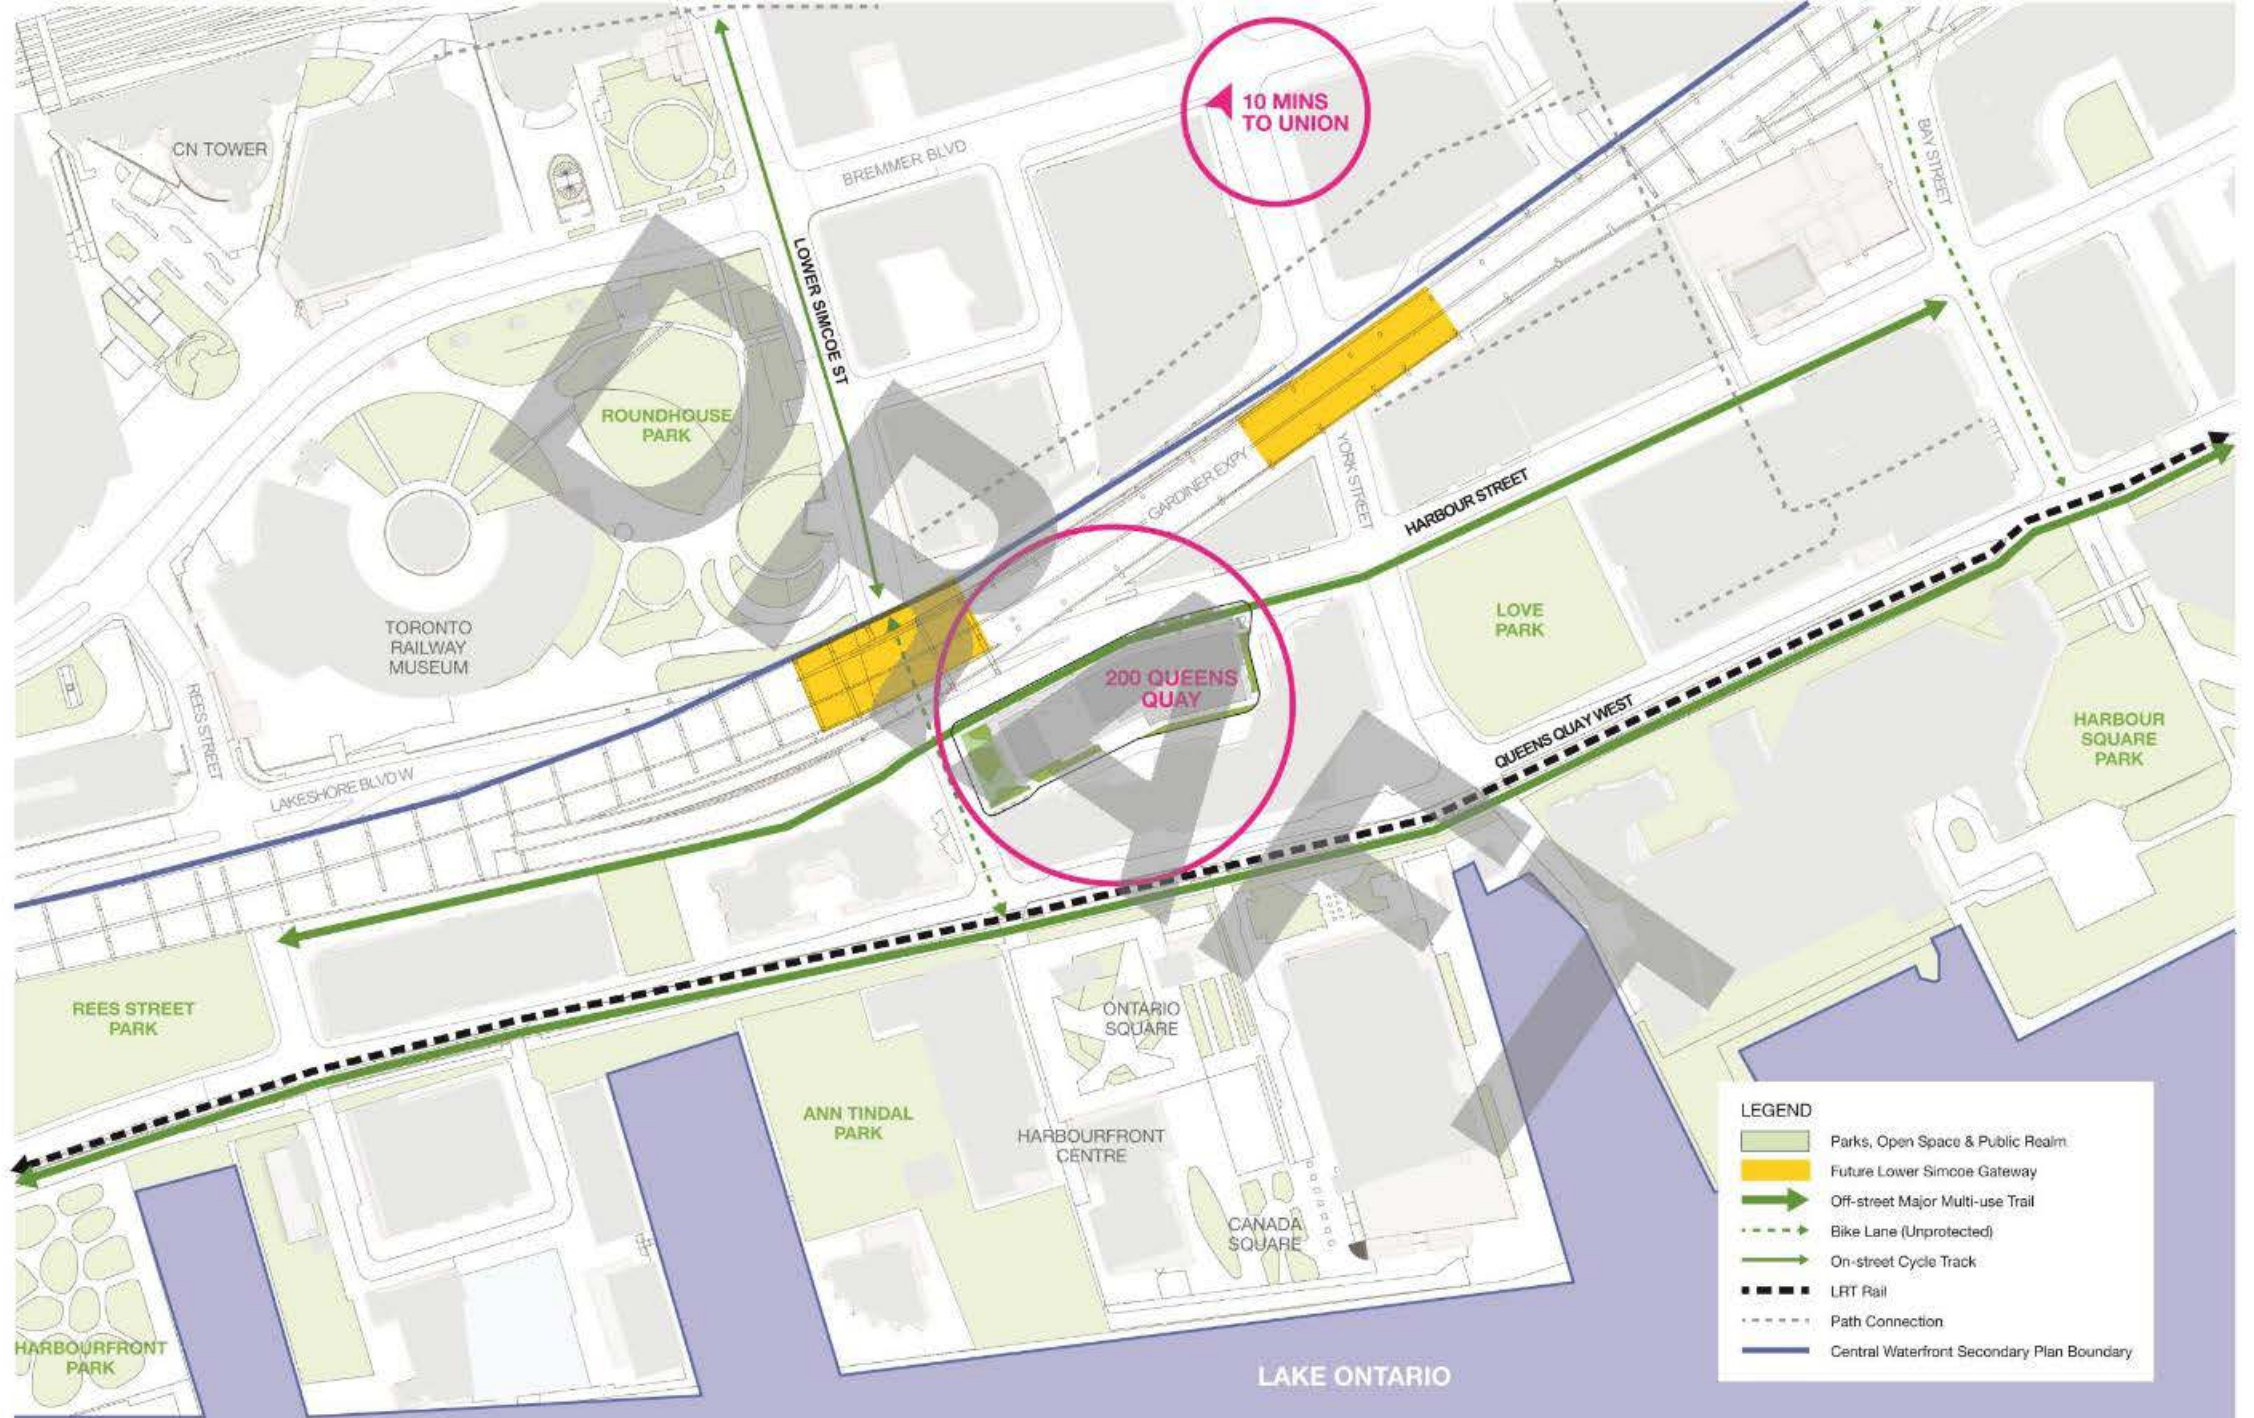 10 MINS
TO UNION
CN TOWER
BREMMER BLVD
BAY STREET
LOWER SIMCOE ST
ROUNDHOUSE
PARK
GARDINER EXPY
YORK STREET
HARBOUR STREET
TORONTO
RAILWAY
MUSEUM
LOVE
PARK
200 QUEENS
QUAY
REES STREET
LAKESHORE BLVD W
QUEENS QUAY WEST
HARBOUR
SQUARE
PARK
DRAFT
REES STREET
PARK
ONTARIO
SQUARE
ANN TINDAL
PARK
HARBOURFRONT
CENTRE
CANADA
SQUARE
HARBOURFRONT
PARK
LAKE ONTARIO
LEGEND
Parks, Open Space & Public Realm
Future Lower Simcoe Gateway
Off-street Major Multi-use Trail
Bike Lane (Unprotected)
On-street Cycle Track
LRT Rail
Path Connection
Central Waterfront Secondary Plan Boundary